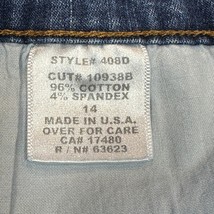 STYLE# 408D
CUT# 10938B
96% COTTON
4% SPANDEX
14
MADE IN U.S.A.
OVER FOR CARE
CA# 17480
R / N# 63623